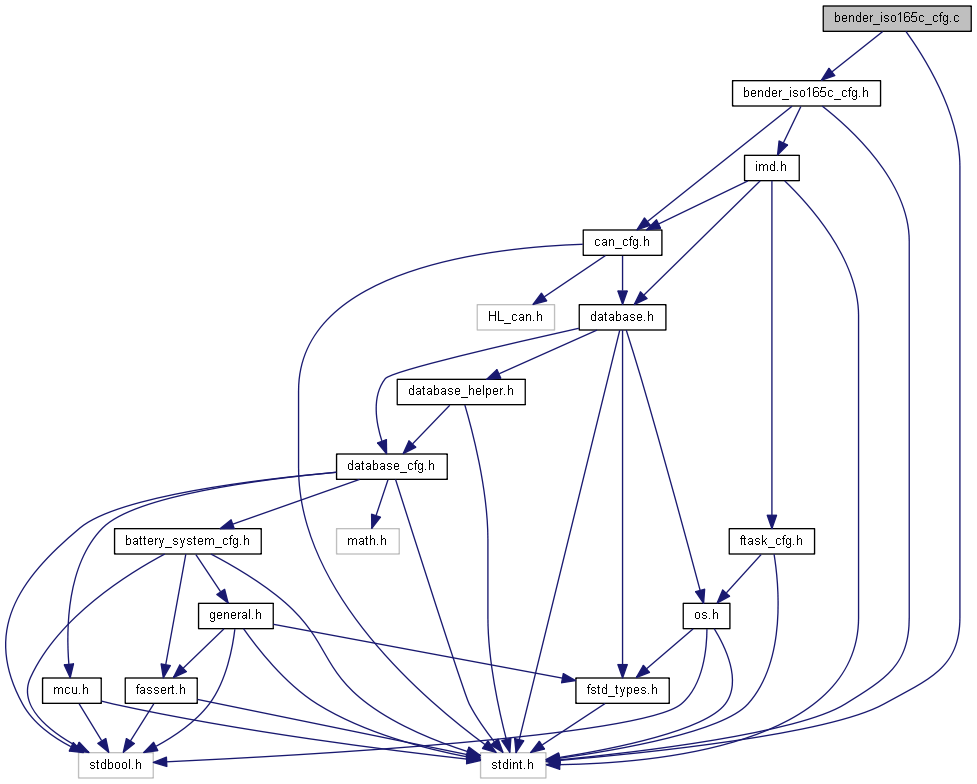 bender_iso165c_cfg.c
bender_iso165c_cfg.h
imd.h
can_cfg.h
HL_can.h
database.h
database_helper.h
database_cfg.h
battery_system_cfg.h
math.h
ftask_cfg.h
general.h
os.h
mcu.h
fassert.h
fstd_types.h
stdbool.h
stdint.h